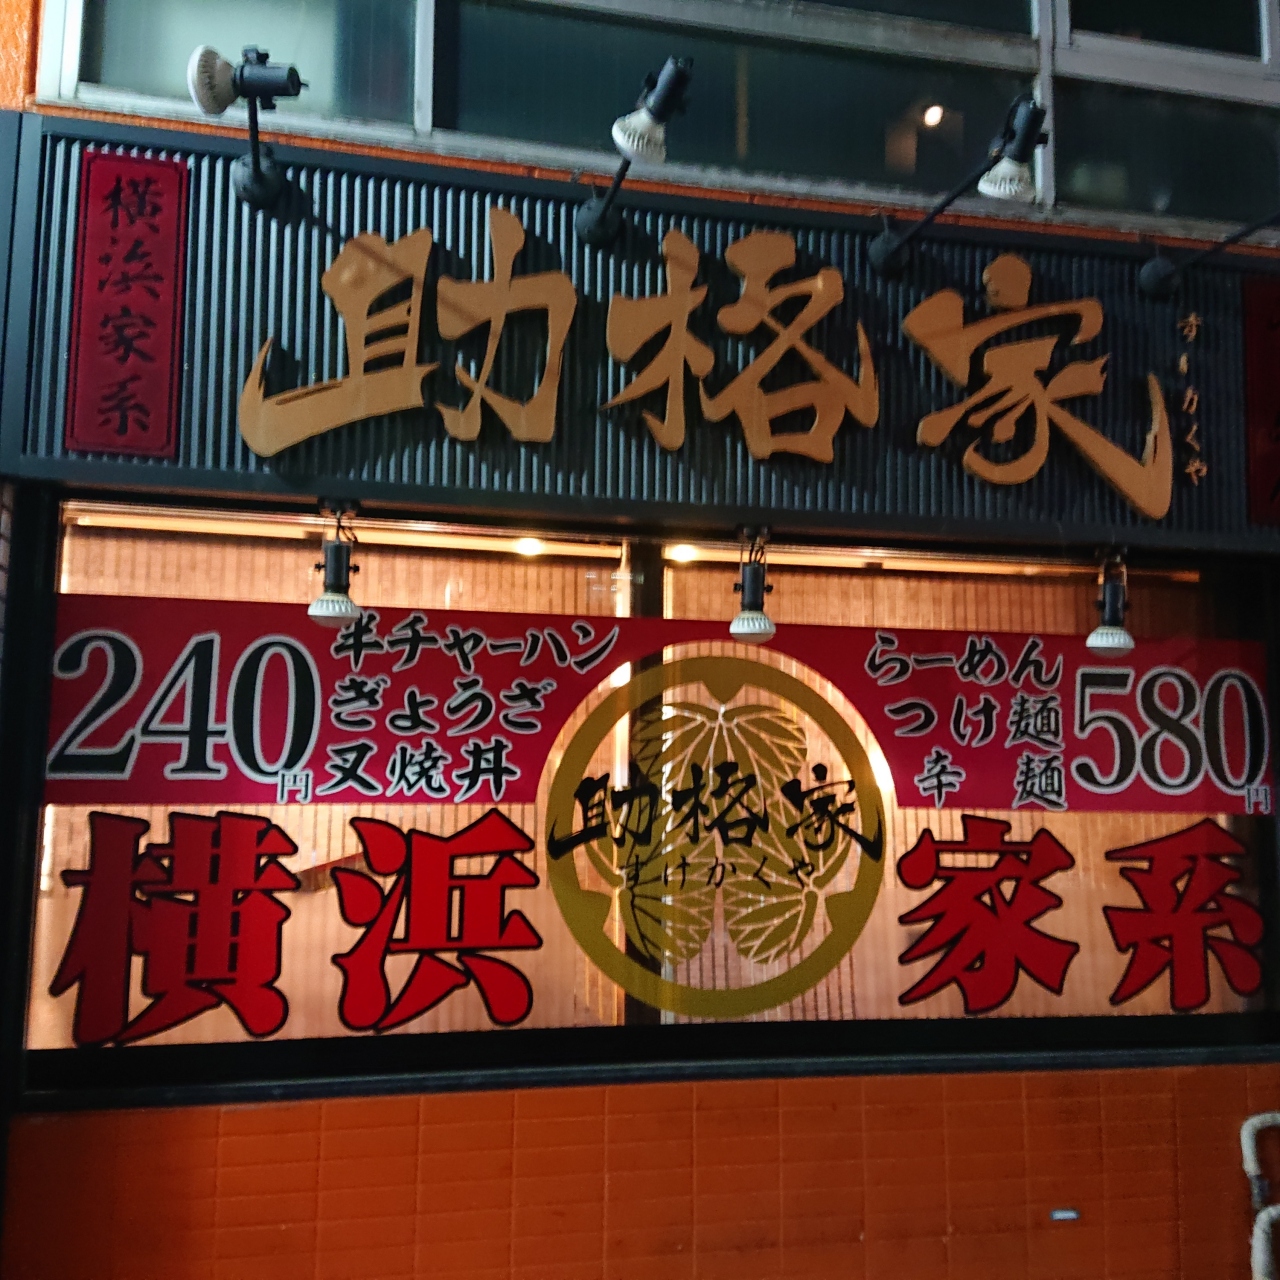 横浜家系
助格家
すけかくや
240円
半チャーハン
ぎょうざ
叉焼丼
助格家
すけかくや
らーめん
つけ麺
辛麺
580円
横浜家系